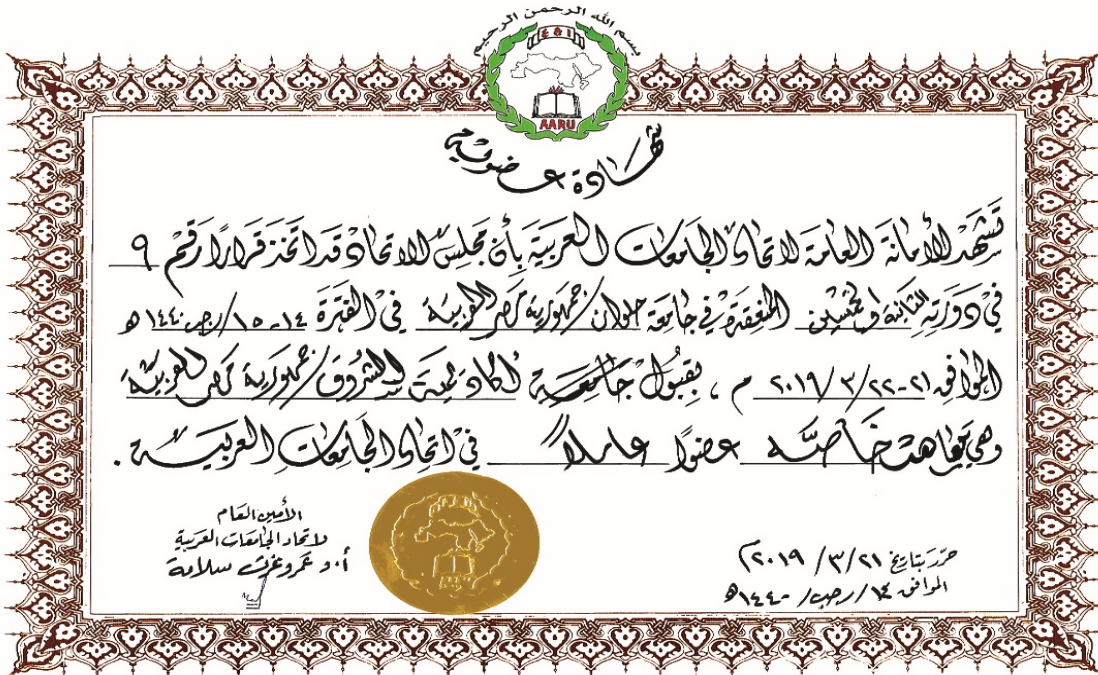 بسم الله الرحمن الرحيم
ا ج ع
AARU
شهادة عضوية
تشهد الأمانة العامة لاتحاد الجامعات العربية بأن مجلس الاتحاد قد اتخذ قرارا رقم ٩
في دورته الثانية والخمسين المنعقدة في جامعة حلوان/جمهورية مصر العربية في الفترة ١٤-١٥/رجب/١٤٤٠ هـ
الموافق ٢١-٢٢/٣/٢٠١٩ م ، بقبول جامعة أكاديمية الشروق/جمهورية مصر العربية
وهي معاهد خاصة عضوا عاملا في اتحاد الجامعات العربية .
الأمين العام
لاتحاد الجامعات العربية
أ.د عمرو عزت سلامة
حرر بتاريخ ٢١/٣/٢٠١٩م
الموافق ١٤/رجب/١٤٤٠هـ